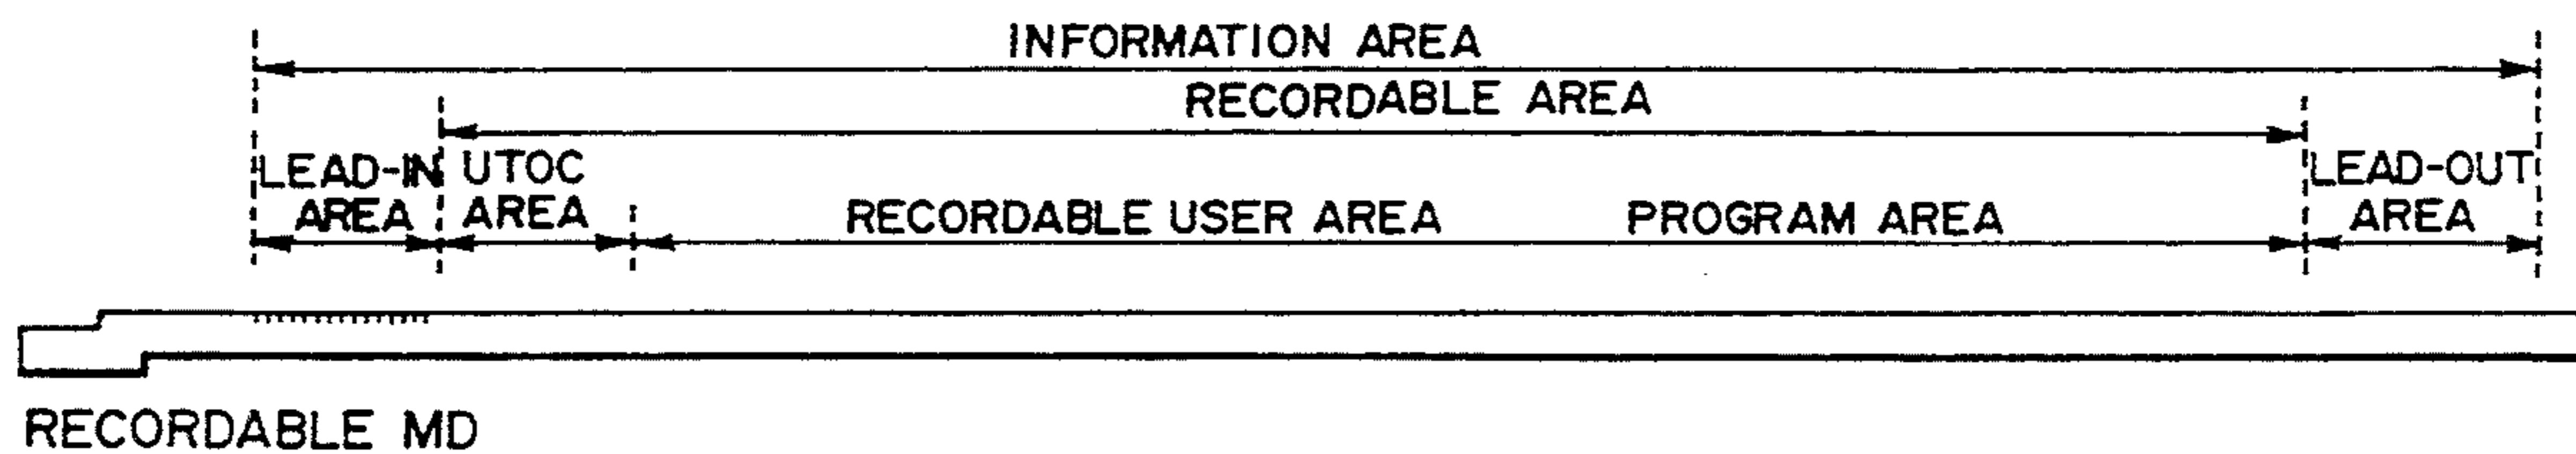 INFORMATION AREA
RECORDABLE AREA
LEAD-IN AREA
UTOC AREA
RECORDABLE USER AREA PROGRAM AREA
LEAD-OUT AREA
RECORDABLE MD